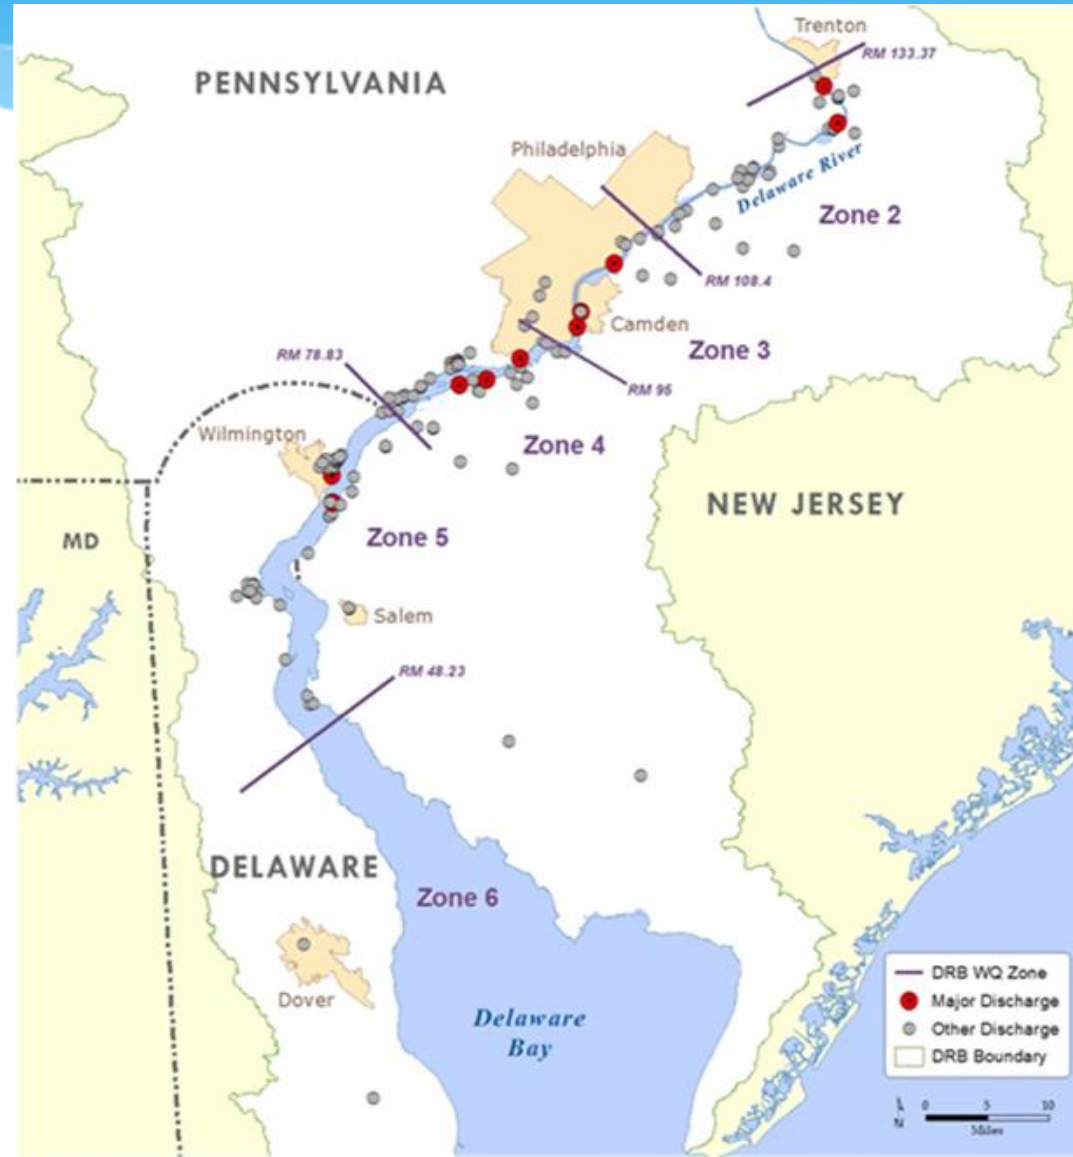 Trenton
RM 133.37
PENNSYLVANIA
Philadelphia
Delaware River
Zone 2
RM 108.4
Camden
Zone 3
RM 78.83
RM 95
Wilmington
Zone 4
NEW JERSEY
MD
Zone 5
Salem
RM 48.23
DELAWARE
Zone 6
Dover
Delaware
Bay
DRB WQ Zone
Major Discharge
Other Discharge
DRB Boundary
N
0 5 10
Miles